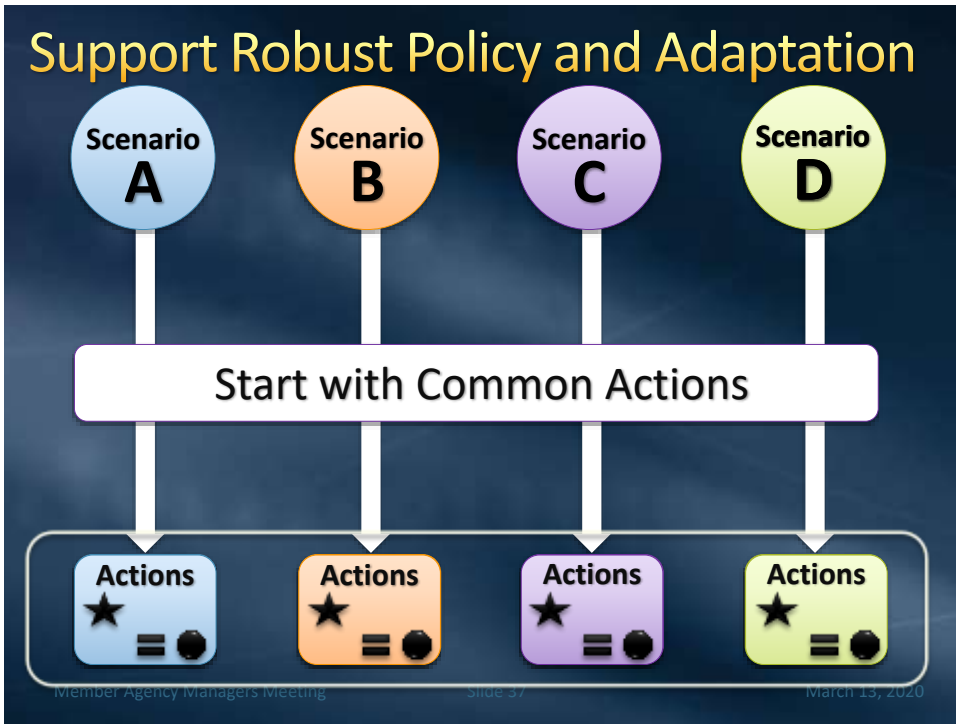 Support Robust Policy and Adaptation
Scenario
A
Scenario
B
Scenario
C
Scenario
D
Start with Common Actions
Actions
=
Actions
=
Actions
=
Actions
=
Member Agency Managers Meeting
Slide 37
March 13, 2020